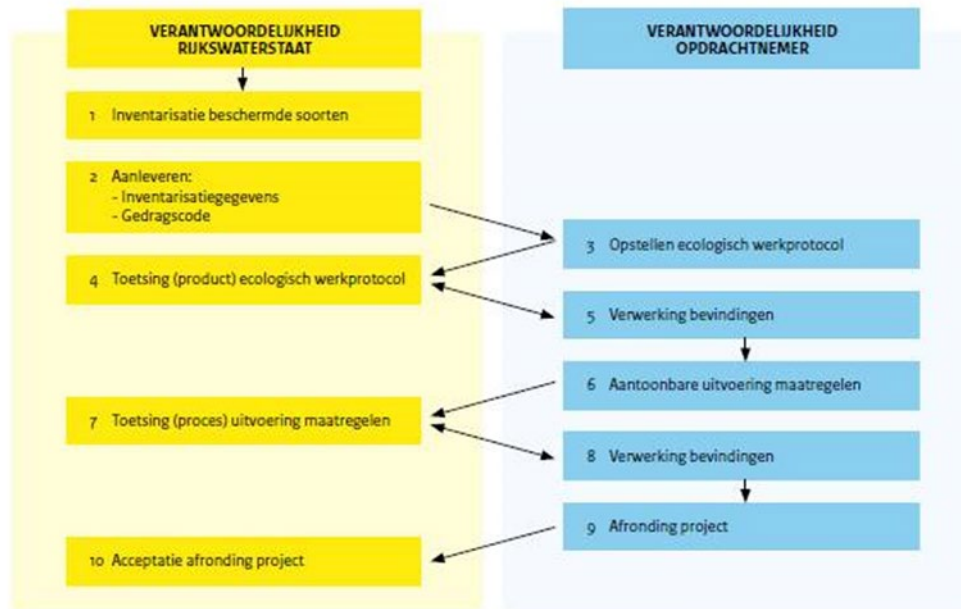 VERANTWOORDELIJKHEID
RIJKSWATERSTAAT
VERANTWOORDELIJKHEID
OPDRACHTNEMER
1 Inventarisatie beschermde soorten
2 Aanleveren:
- Inventarisatiegegevens
- Gedragscode
3 Opstellen ecologisch werkprotocol
4 Toetsing (product) ecologisch werkprotocol
5 Verwerking bevindingen
6 Aantoonbare uitvoering maatregelen
7 Toetsing (proces) uitvoering maatregelen
8 Verwerking bevindingen
9 Afronding project
10 Acceptatie afronding project